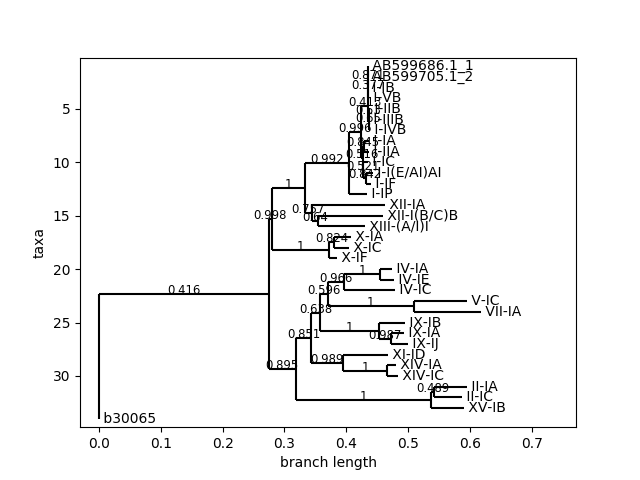 AB599686.1_1
AB599705.1_2
I-IB
I-VB
I-IIB
I-IIIB
0.996 I-IVB
I-IA
I-IIA
0.992 I-IC
I-I(E/AI)AI
1 I-IF
I-IP
XII-IA
0.998 XII-I(B/C)B
XIII-(A/I)I
0.824 X-IA
1 X-IC
X-IF
1 IV-IA
0.966 IV-IE
0.416 0.596 IV-IC
1 V-IC
0.638 VII-IA
1 IX-IB
0.851 0.987 IX-IA
IX-IJ
0.989 XI-ID
0.895 1 XIV-IA
XIV-IC
0.489 II-IA
1 II-IC
XV-IB
b30065
5
10
15
20
25
30
taxa
0.0 0.1 0.2 0.3 0.4 0.5 0.6 0.7
branch length